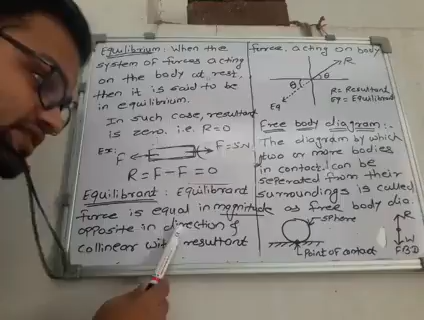 Equilibrium: When the
system of forces acting
on the body at rest,
then it is said to be
in equilibrium.
In such case, resultant
is zero. i.e. R=0
Ex:- F F=5N
R = F-F = 0
Equilibrant: Equilibrant
force is equal in magnitude
opposite in direction &
collinear with resultant
force, acting on body
R
θ θ
R= Resultant
Eq= Equilibrant
Eq
Free body diagram:-
The diagram by which
two or more bodies
in contact, can be
seperated from their
surroundings is called
as free body dia.
sphere
R
W
Point of contact
FBD